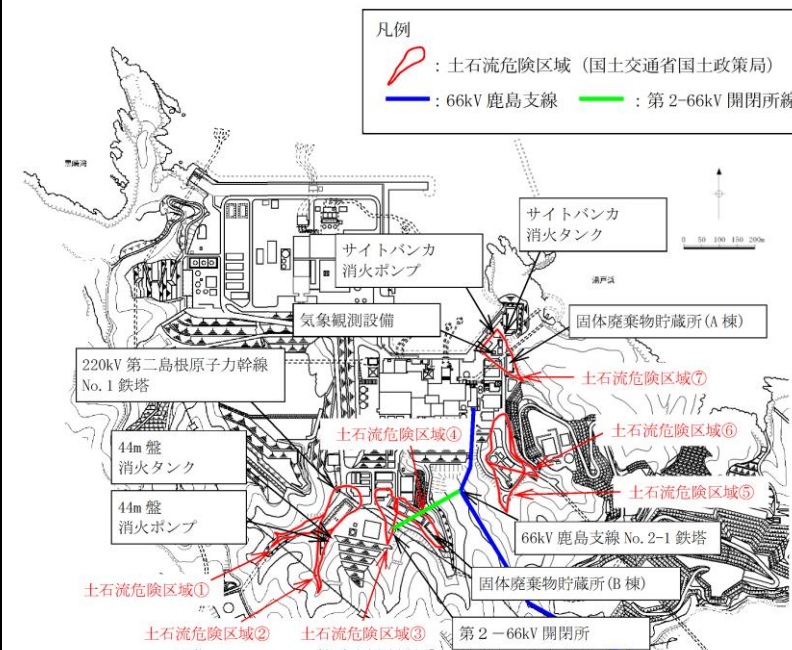 凡例
：土石流危険区域（国土交通省国土政策局）
：66kV 鹿島支線
：第 2-66kV 開閉所線
サイトバンカ
消火タンク
0 50 100 150 200m
サイトバンカ
消火ポンプ
気象観測設備
固体廃棄物貯蔵所(A 棟)
220kV 第二島根原子力幹線
No.1 鉄塔
土石流危険区域⑦
土石流危険区域④
土石流危険区域⑥
44m 盤
消火タンク
土石流危険区域⑤
44m 盤
消火ポンプ
66kV 鹿島支線 No.2-1 鉄塔
固体廃棄物貯蔵所(B 棟)
土石流危険区域①
土石流危険区域②
土石流危険区域③
第２－66kV 開閉所